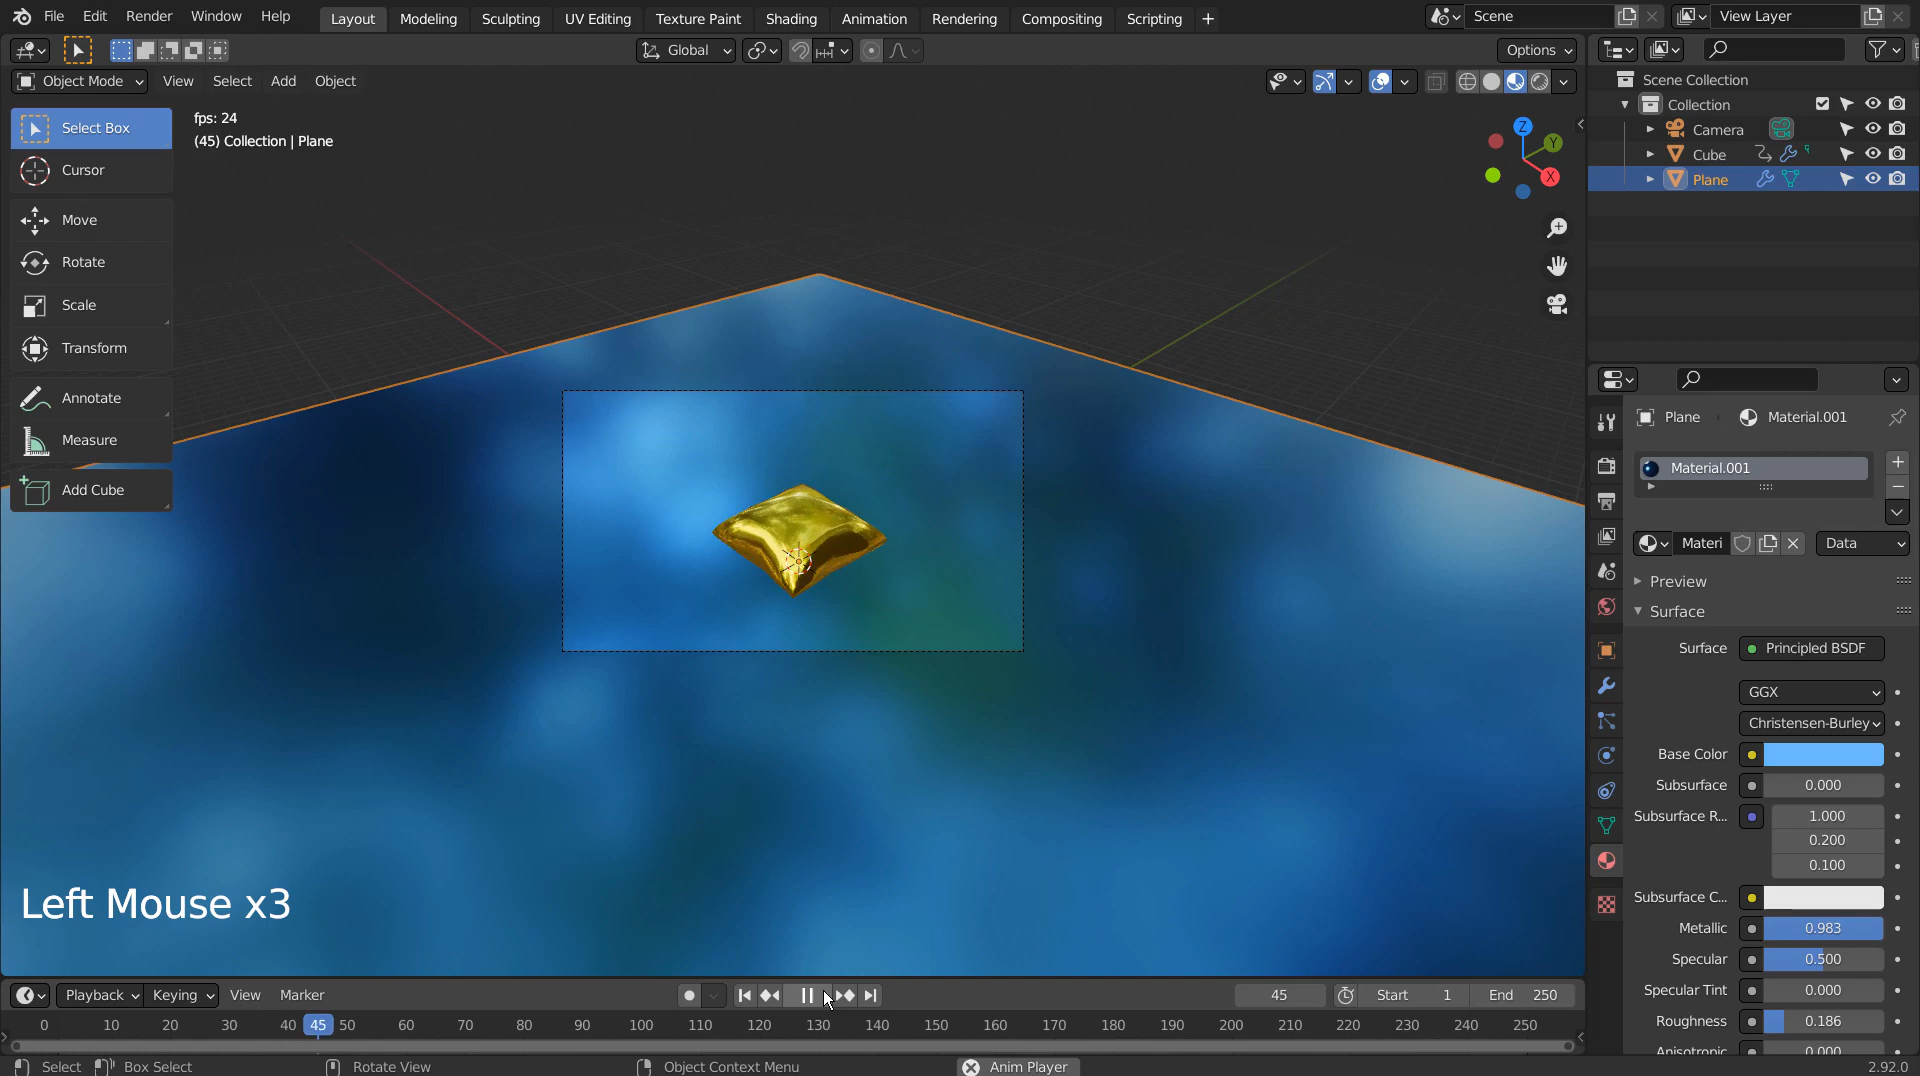 File Edit Render Window Help Layout Modeling Sculpting UV Editing Texture Paint Shading Animation Rendering Compositing Scripting + Scene View Layer
Global Options
Object Mode View Select Add Object
Select Box
Cursor
Move
Rotate
Scale
Transform
Annotate
Measure
Add Cube
fps: 24
(45) Collection | Plane
Z
Y
X
Left Mouse x3
Scene Collection
Collection
Camera
Cube
Plane
Plane Material.001
Material.001
Materi Data
Preview
Surface
Surface Principled BSDF
GGX
Christensen-Burley
Base Color
Subsurface 0.000
Subsurface R... 1.000
0.200
0.100
Subsurface C...
Metallic 0.983
Specular 0.500
Specular Tint 0.000
Roughness 0.186
Anisotropic 0.000
Playback Keying View Marker 45 Start 1 End 250
0 10 20 30 40 45 50 60 70 80 90 100 110 120 130 140 150 160 170 180 190 200 210 220 230 240 250
Select Box Select Rotate View Object Context Menu Anim Player 2.92.0